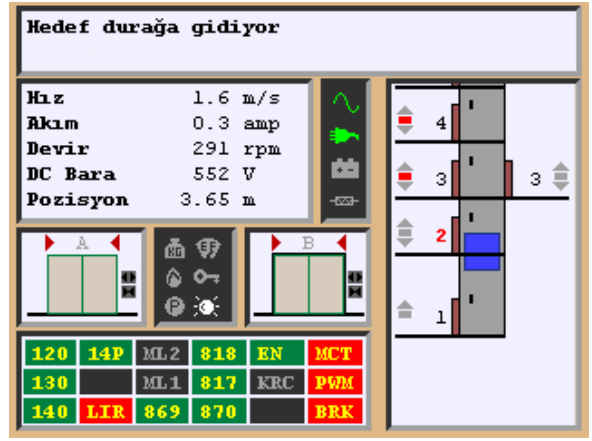 Hedef durağa gidiyor
Hız 1.6 m/s
Akım 0.3 amp
Devir 291 rpm
DC Bara 552 V
Pozisyon 3.65 m
4
3 3
2
1
A
KG
P
B
120 14P ML2 818 EN MCT
130 ML1 817 KRC PWM
140 LIR 869 870 BRK